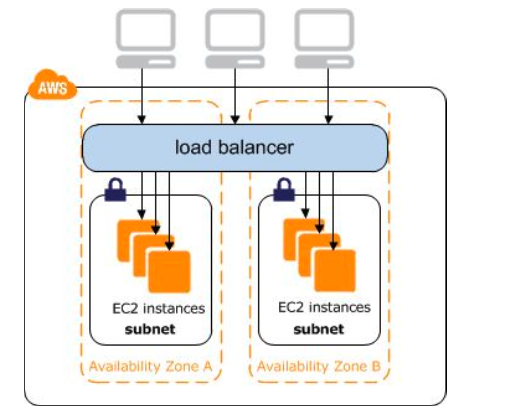 AWS
load balancer
EC2 instances
subnet
EC2 instances
subnet
Availability Zone A
Availability Zone B